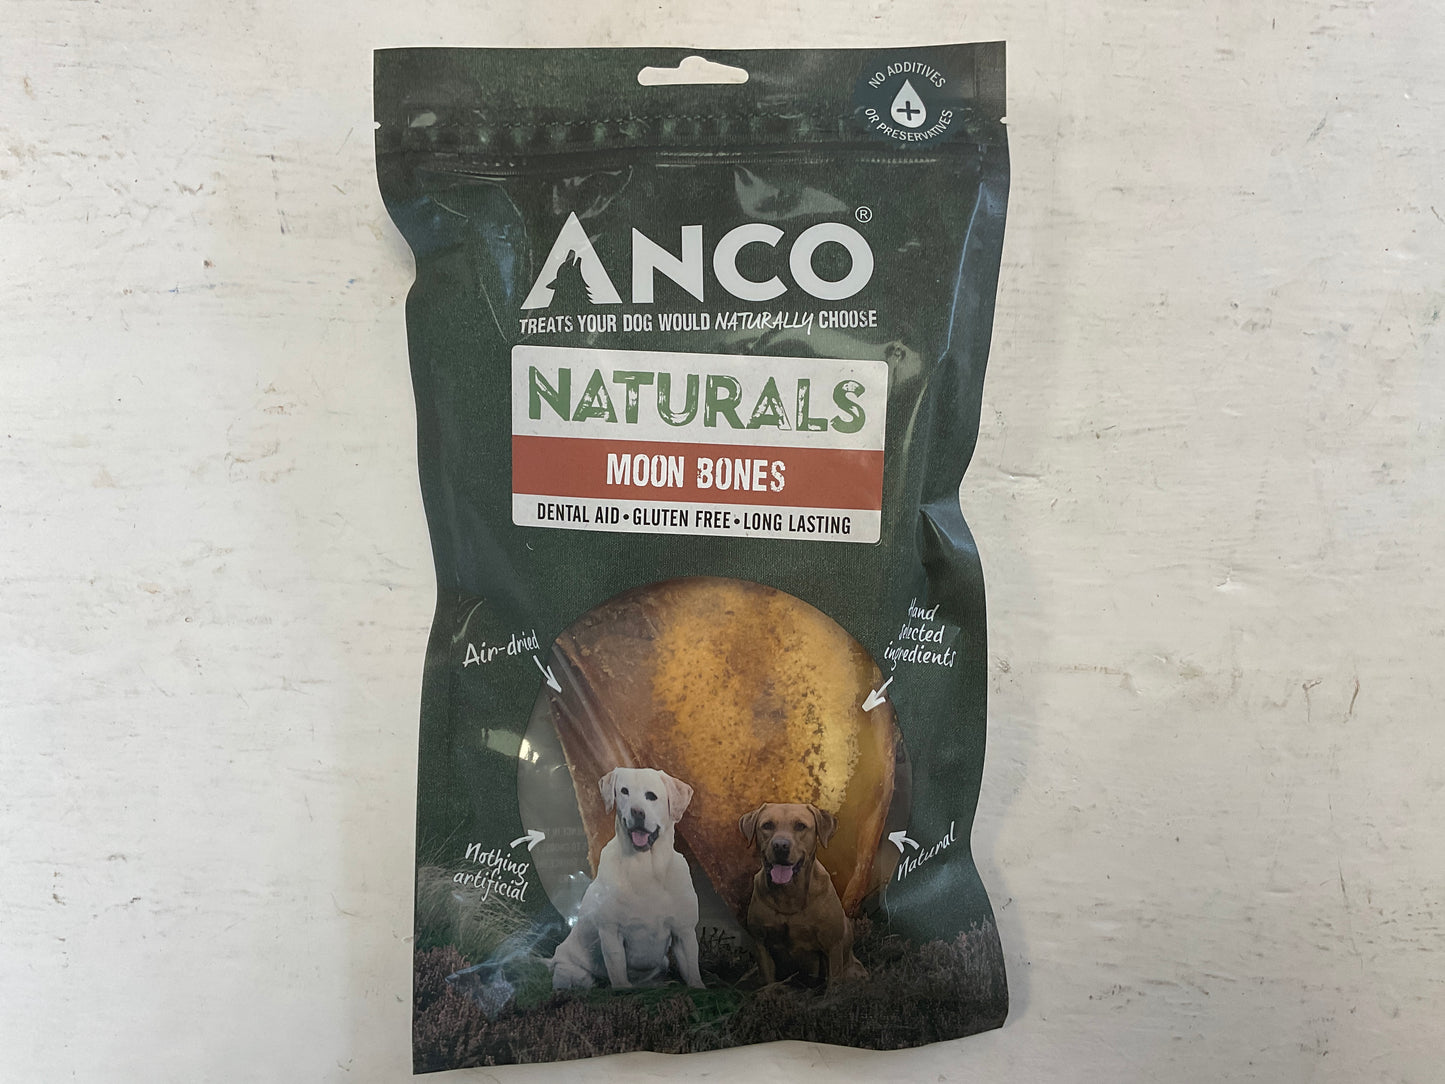 NO ADDITIVES
OR PRESERVATIVES
ANCO®
TREATS YOUR DOG WOULD NATURALLY CHOOSE
NATURALS
MOON BONES
DENTAL AID • GLUTEN FREE • LONG LASTING
Air-dried
Hand
selected
ingredients
Nothing
artificial
Natural